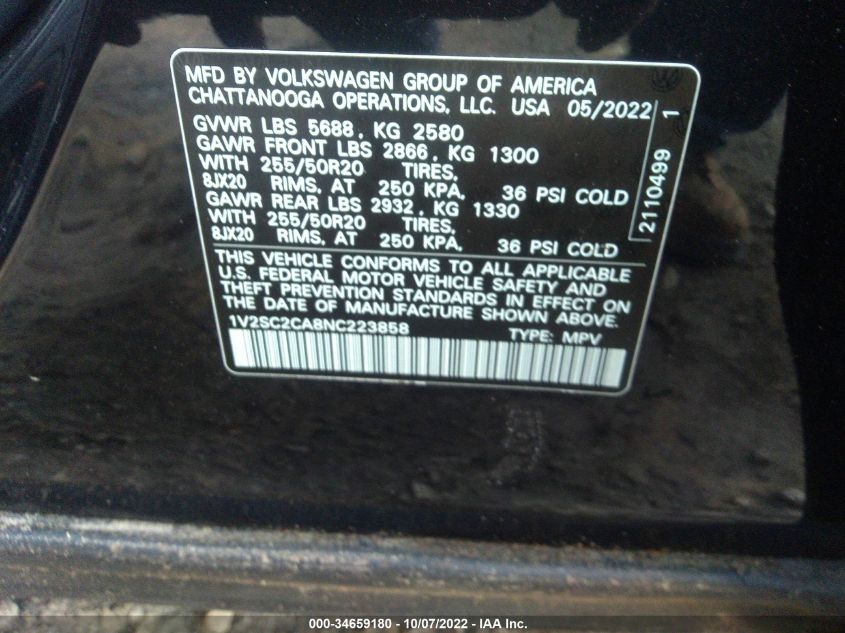 MFD BY VOLKSWAGEN GROUP OF AMERICA
CHATTANOOGA OPERATIONS, LLC. USA 05/2022
GVWR LBS 5688, KG 2580
GAWR FRONT LBS 2866, KG 1300
WITH 255/50R20 TIRES,
8JX20 RIMS, AT 250 KPA, 36 PSI COLD
GAWR REAR LBS 2932, KG 1330
WITH 255/50R20 TIRES,
8JX20 RIMS, AT 250 KPA, 36 PSI COLD
THIS VEHICLE CONFORMS TO ALL APPLICABLE
U.S. FEDERAL MOTOR VEHICLE SAFETY AND
THEFT PREVENTION STANDARDS IN EFFECT ON
THE DATE OF MANUFACTURE SHOWN ABOVE.
1V2SC2CA8NC223858 TYPE: MPV
2110499 1
000-34659180 - 10/07/2022 - IAA Inc.